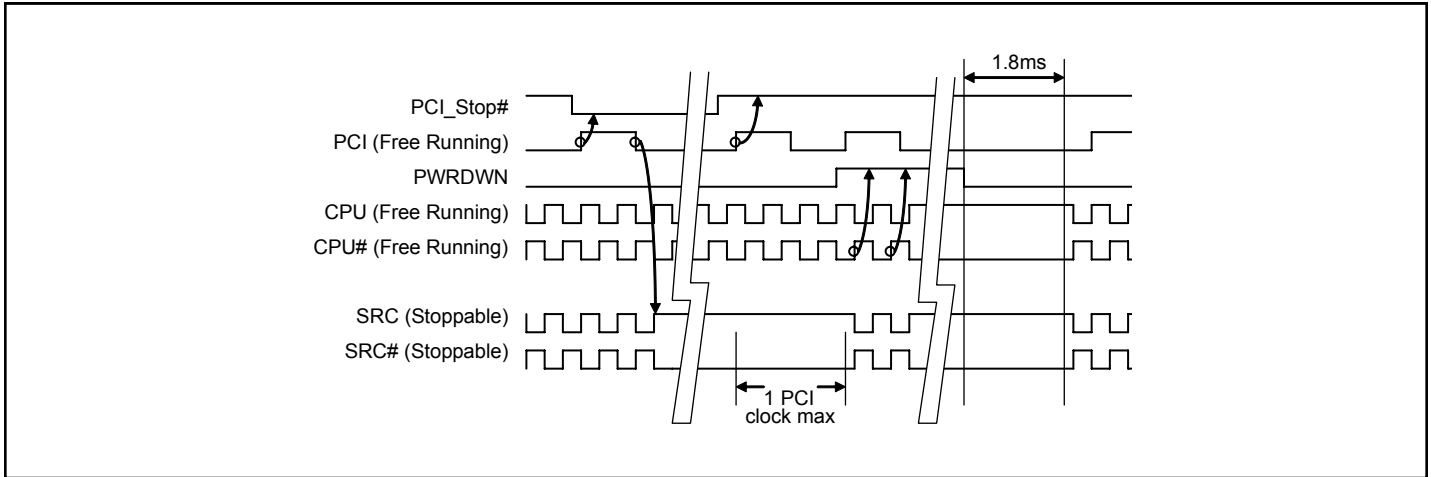 1.8ms
PCI_Stop#
PCI (Free Running)
PWRDWN
CPU (Free Running)
CPU# (Free Running)
SRC (Stoppable)
SRC# (Stoppable)
1 PCI
clock max